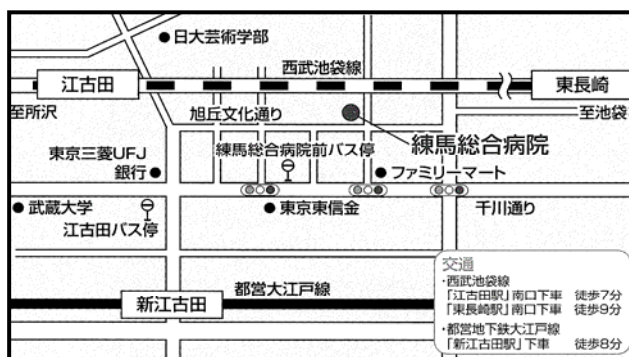 日大芸術学部
西武池袋線
江古田
東長崎
至所沢
旭丘文化通り
至池袋
練馬総合病院
東京三菱UFJ
銀行
練馬総合病院前バス停
ファミリーマート
武蔵大学
江古田バス停
東京東信金
千川通り
都営大江戸線
新江古田
交通
・西武池袋線
「江古田駅」南口下車 徒歩7分
「東長崎駅」南口下車 徒歩9分
・都営地下鉄大江戸線
「新江古田駅」下車 徒歩8分